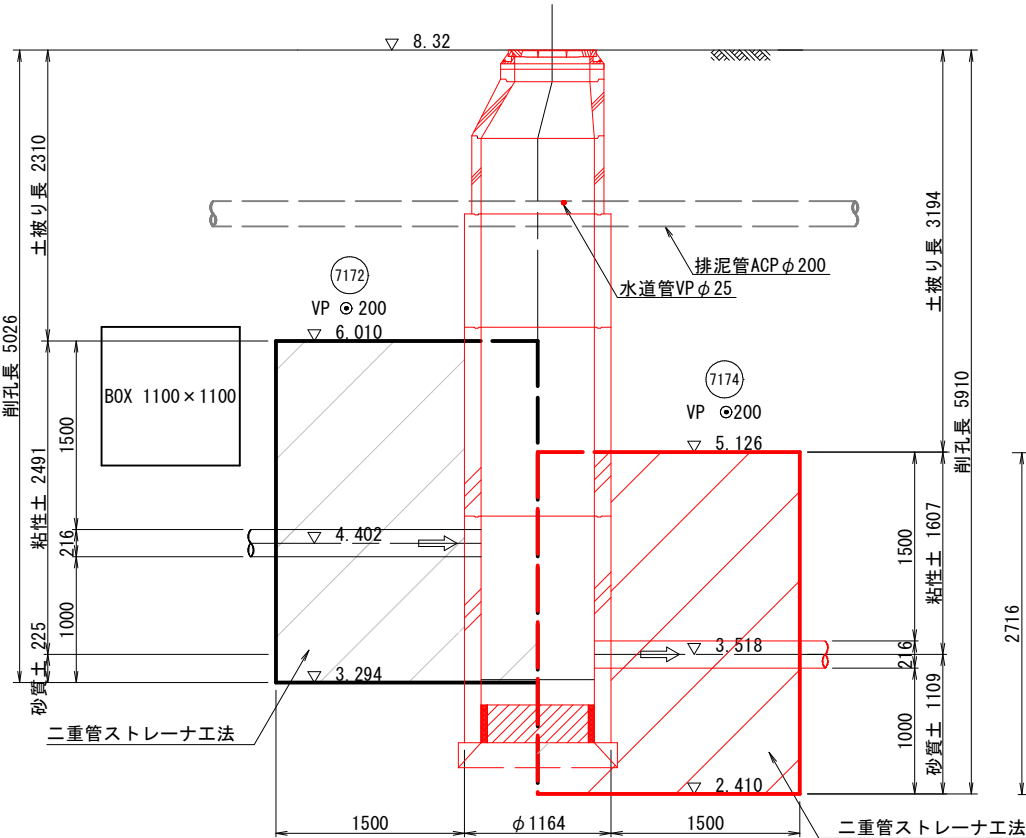 8.32
土被り長 2310
削孔長 5026
粘性土 2491
砂質土 225
1500
216
1000
BOX 1100×1100
7172
VP ⦿ 200
6.010
4.402
3.294
二重管ストレーナ工法
排泥管ACPφ200
水道管VPφ25
7174
VP ⦿200
5.126
3.518
2.410
土被り長 3194
削孔長 5910
粘性土 1607
砂質土 1109
1500
216
1000
2716
二重管ストレーナ工法
1500
φ1164
1500